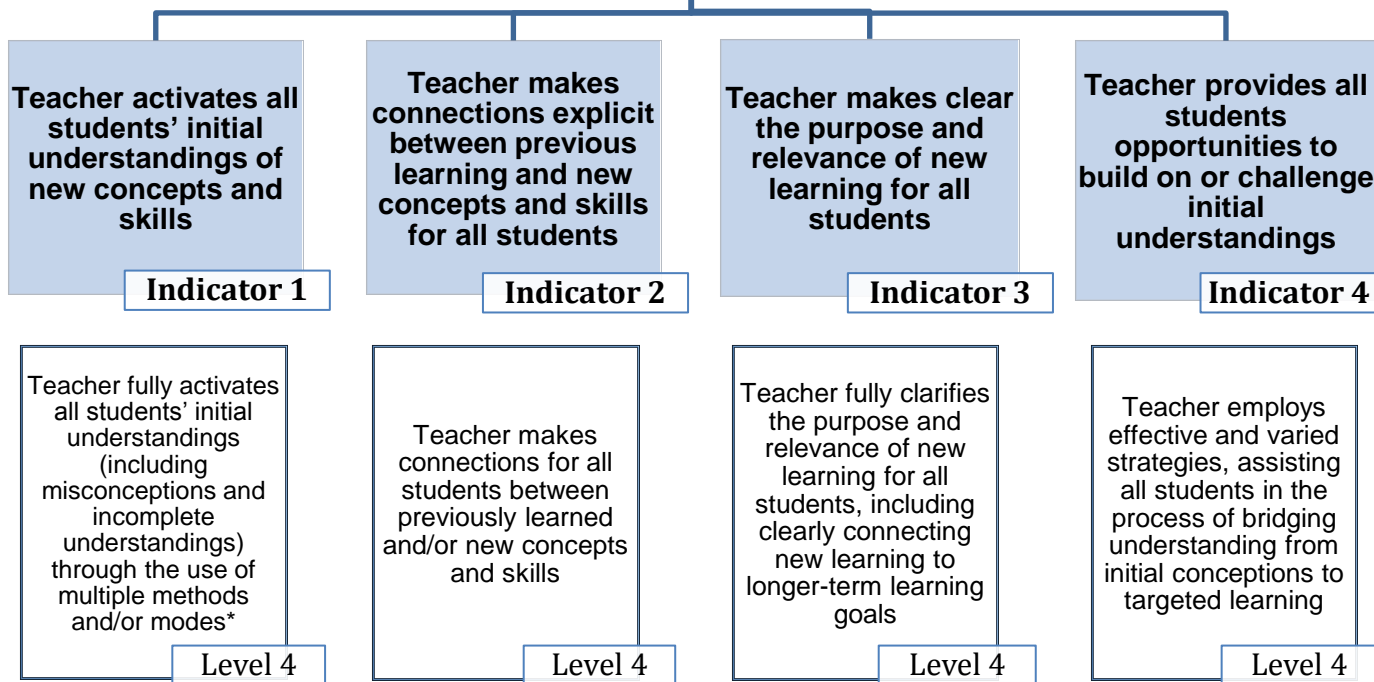 Teacher activates all
students’ initial
understandings of
new concepts and
skills
Indicator 1
Teacher makes
connections explicit
between previous
learning and new
concepts and skills
for all students
Indicator 2
Teacher makes clear
the purpose and
relevance of new
learning for all
students
Indicator 3
Teacher provides all
students
opportunities to
build on or challenge
initial
understandings
Indicator 4
Teacher fully activates
all students’ initial
understandings
(including
misconceptions and
incomplete
understandings)
through the use of
multiple methods
and/or modes*
Level 4
Teacher makes
connections for all
students between
previously learned
and/or new concepts
and skills
Level 4
Teacher fully clarifies
the purpose and
relevance of new
learning for all
students, including
clearly connecting
new learning to
longer-term learning
goals
Level 4
Teacher employs
effective and varied
strategies, assisting
all students in the
process of bridging
understanding from
initial conceptions to
targeted learning
Level 4